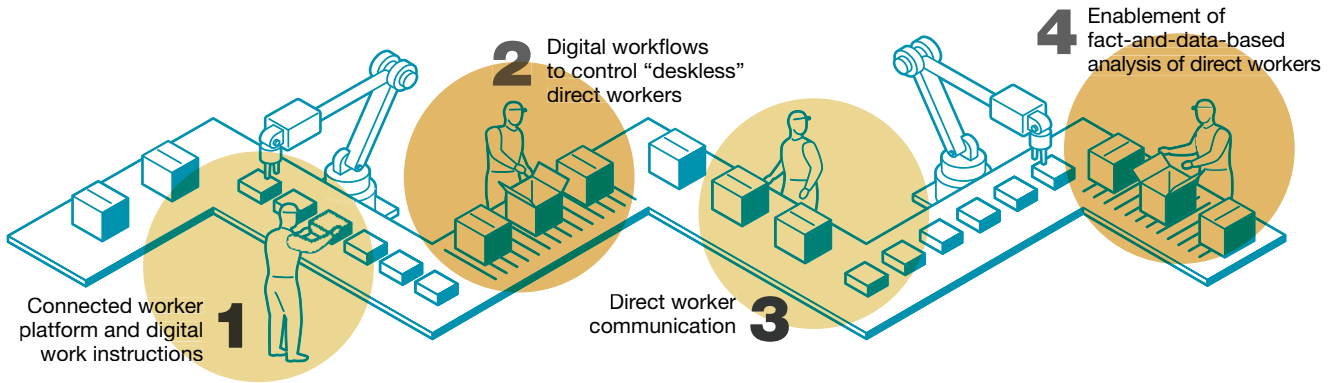 1
Connected worker
platform and digital
work instructions
2
Digital workflows
to control “deskless”
direct workers
3
Direct worker
communication
4
Enablement of
fact-and-data-based
analysis of direct workers